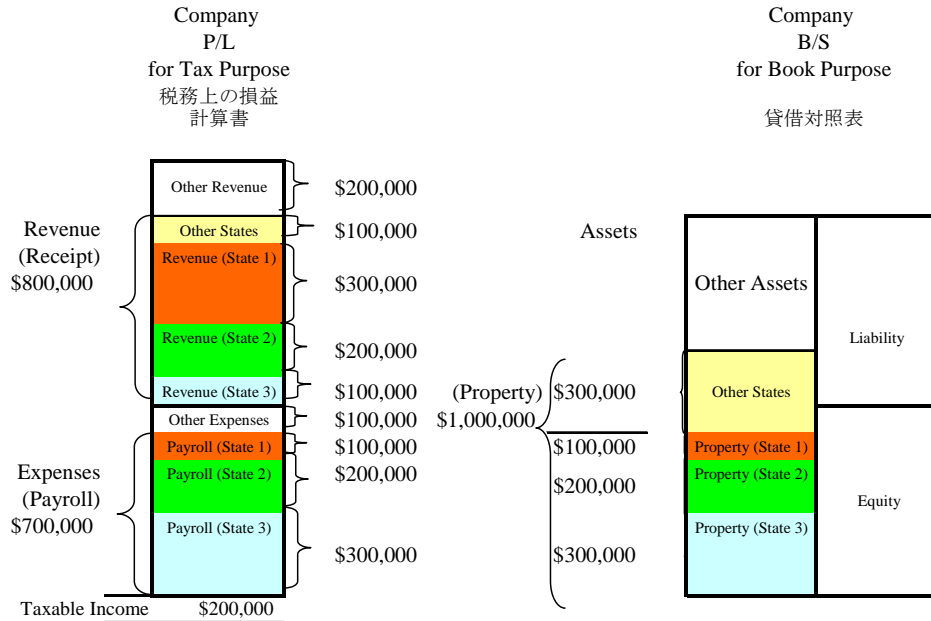 Company
P/L
for Tax Purpose
税務上の損益
計算書
Company
B/S
for Book Purpose
貸借対照表
Other Revenue
$200,000
Revenue
(Receipt)
$800,000
Other States
$100,000
Revenue (State 1)
$300,000
Revenue (State 2)
$200,000
Revenue (State 3)
$100,000
Other Expenses
$100,000
Expenses
(Payroll)
$700,000
Payroll (State 1)
$100,000
Payroll (State 2)
$200,000
Payroll (State 3)
$300,000
Taxable Income $200,000
Assets
(Property)
$1,000,000
$300,000
$100,000
$200,000
$300,000
Other Assets
Other States
Property (State 1)
Property (State 2)
Property (State 3)
Liability
Equity